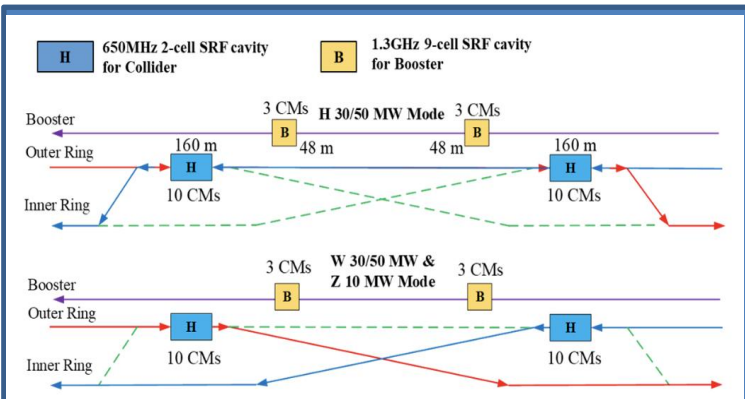 H
650MHz 2-cell SRF cavity
for Collider
B
1.3GHz 9-cell SRF cavity
for Booster
3 CMs H 30/50 MW Mode 3 CMs
Booster
B
B
160 m
48 m
48 m
160 m
Outer Ring
H
H
10 CMs
10 CMs
Inner Ring
W 30/50 MW &
Z 10 MW Mode
3 CMs
3 CMs
Booster
B
B
Outer Ring
H
H
10 CMs
10 CMs
Inner Ring